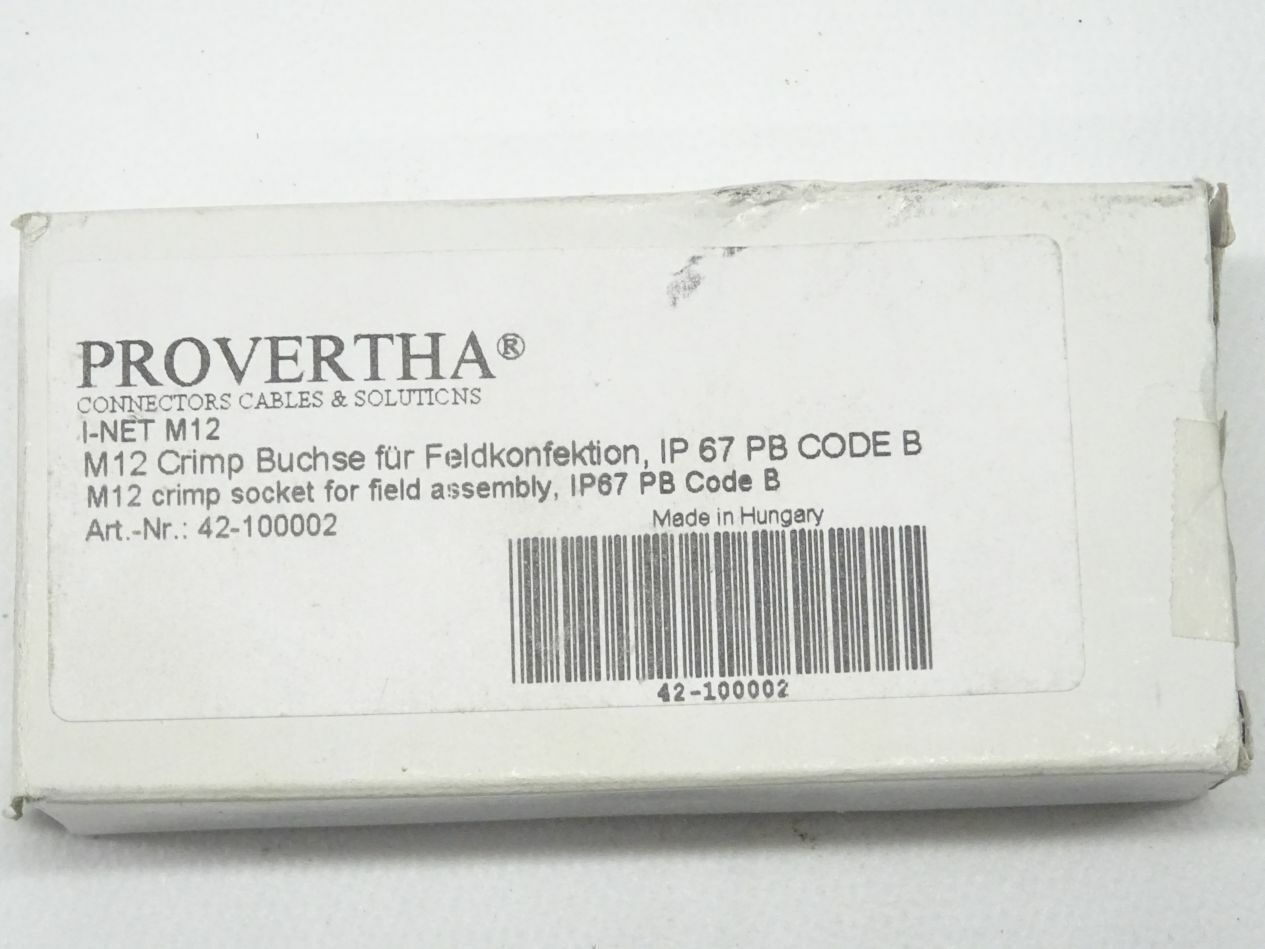 PROVERTHA®
CONNECTORS CABLES & SOLUTIONS
I-NET M12
M12 Crimp Buchse für Feldkonfektion, IP 67 PB CODE B
M12 crimp socket for field assembly, IP67 PB Code B
Art.-Nr.: 42-100002
Made in Hungary
42-100002